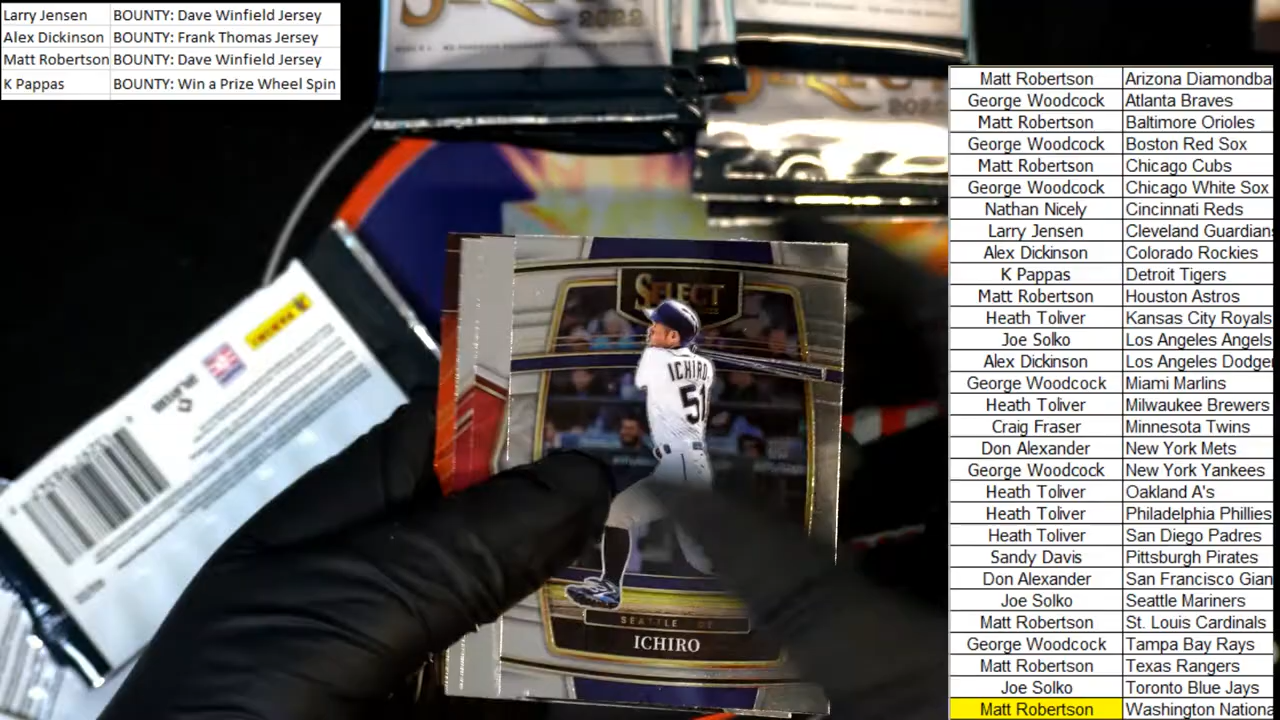 Larry Jensen BOUNTY: Dave Winfield Jersey
Alex Dickinson BOUNTY: Frank Thomas Jersey
Matt Robertson BOUNTY: Dave Winfield Jersey
K Pappas BOUNTY: Win a Prize Wheel Spin
SELECT
2022
SELECT
2022
Matt Robertson Arizona Diamondba
George Woodcock Atlanta Braves
Matt Robertson Baltimore Orioles
George Woodcock Boston Red Sox
Matt Robertson Chicago Cubs
George Woodcock Chicago White Sox
Nathan Nicely Cincinnati Reds
Larry Jensen Cleveland Guardian
Alex Dickinson Colorado Rockies
K Pappas Detroit Tigers
Matt Robertson Houston Astros
Heath Toliver Kansas City Royals
Joe Solko Los Angeles Angels
Alex Dickinson Los Angeles Dodger
George Woodcock Miami Marlins
Heath Toliver Milwaukee Brewers
Craig Fraser Minnesota Twins
Don Alexander New York Mets
George Woodcock New York Yankees
Heath Toliver Oakland A's
Heath Toliver Philadelphia Phillies
Heath Toliver San Diego Padres
Sandy Davis Pittsburgh Pirates
Don Alexander San Francisco Gian
Joe Solko Seattle Mariners
Matt Robertson St. Louis Cardinals
George Woodcock Tampa Bay Rays
Matt Robertson Texas Rangers
Joe Solko Toronto Blue Jays
Matt Robertson Washington Nationa
SELECT
ICHIRO
51
SEATTLE OF
ICHIRO
PANINI